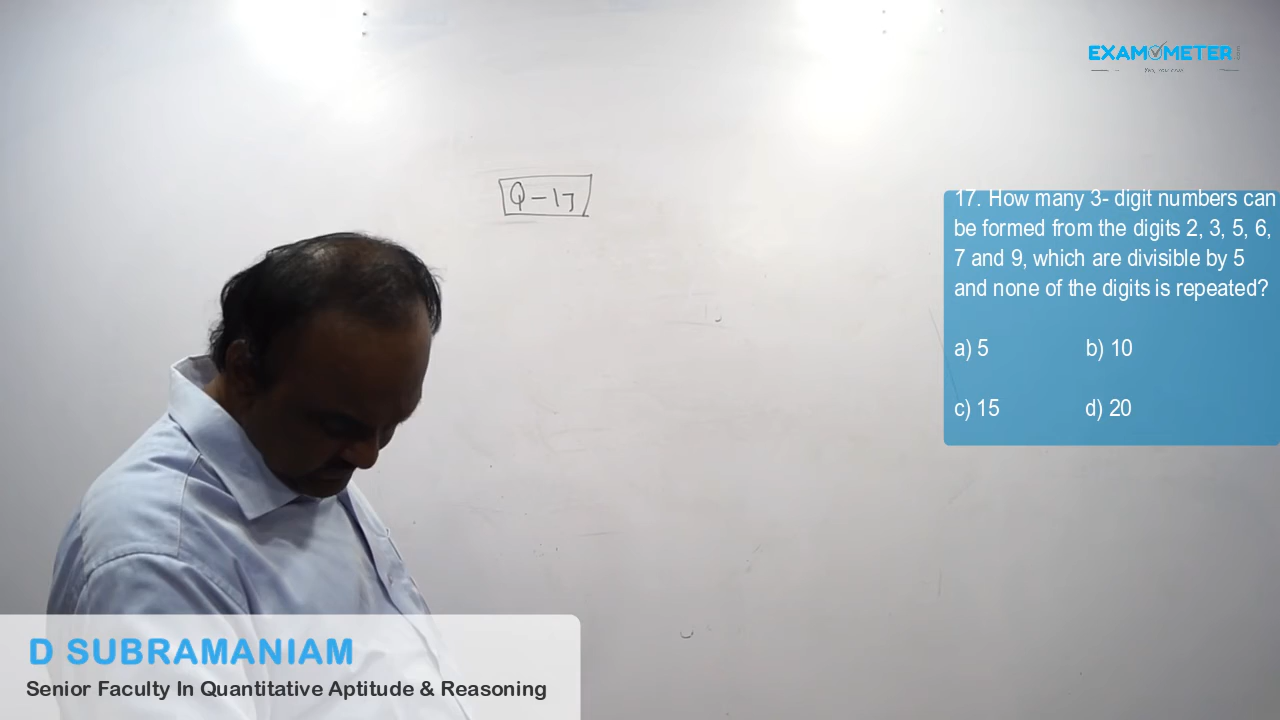 EXAMOMETER
Q-17
17. How many 3- digit numbers can
be formed from the digits 2, 3, 5, 6,
7 and 9, which are divisible by 5
and none of the digits is repeated?
a) 5 b) 10
c) 15 d) 20
D SUBRAMANIAM
Senior Faculty In Quantitative Aptitude & Reasoning